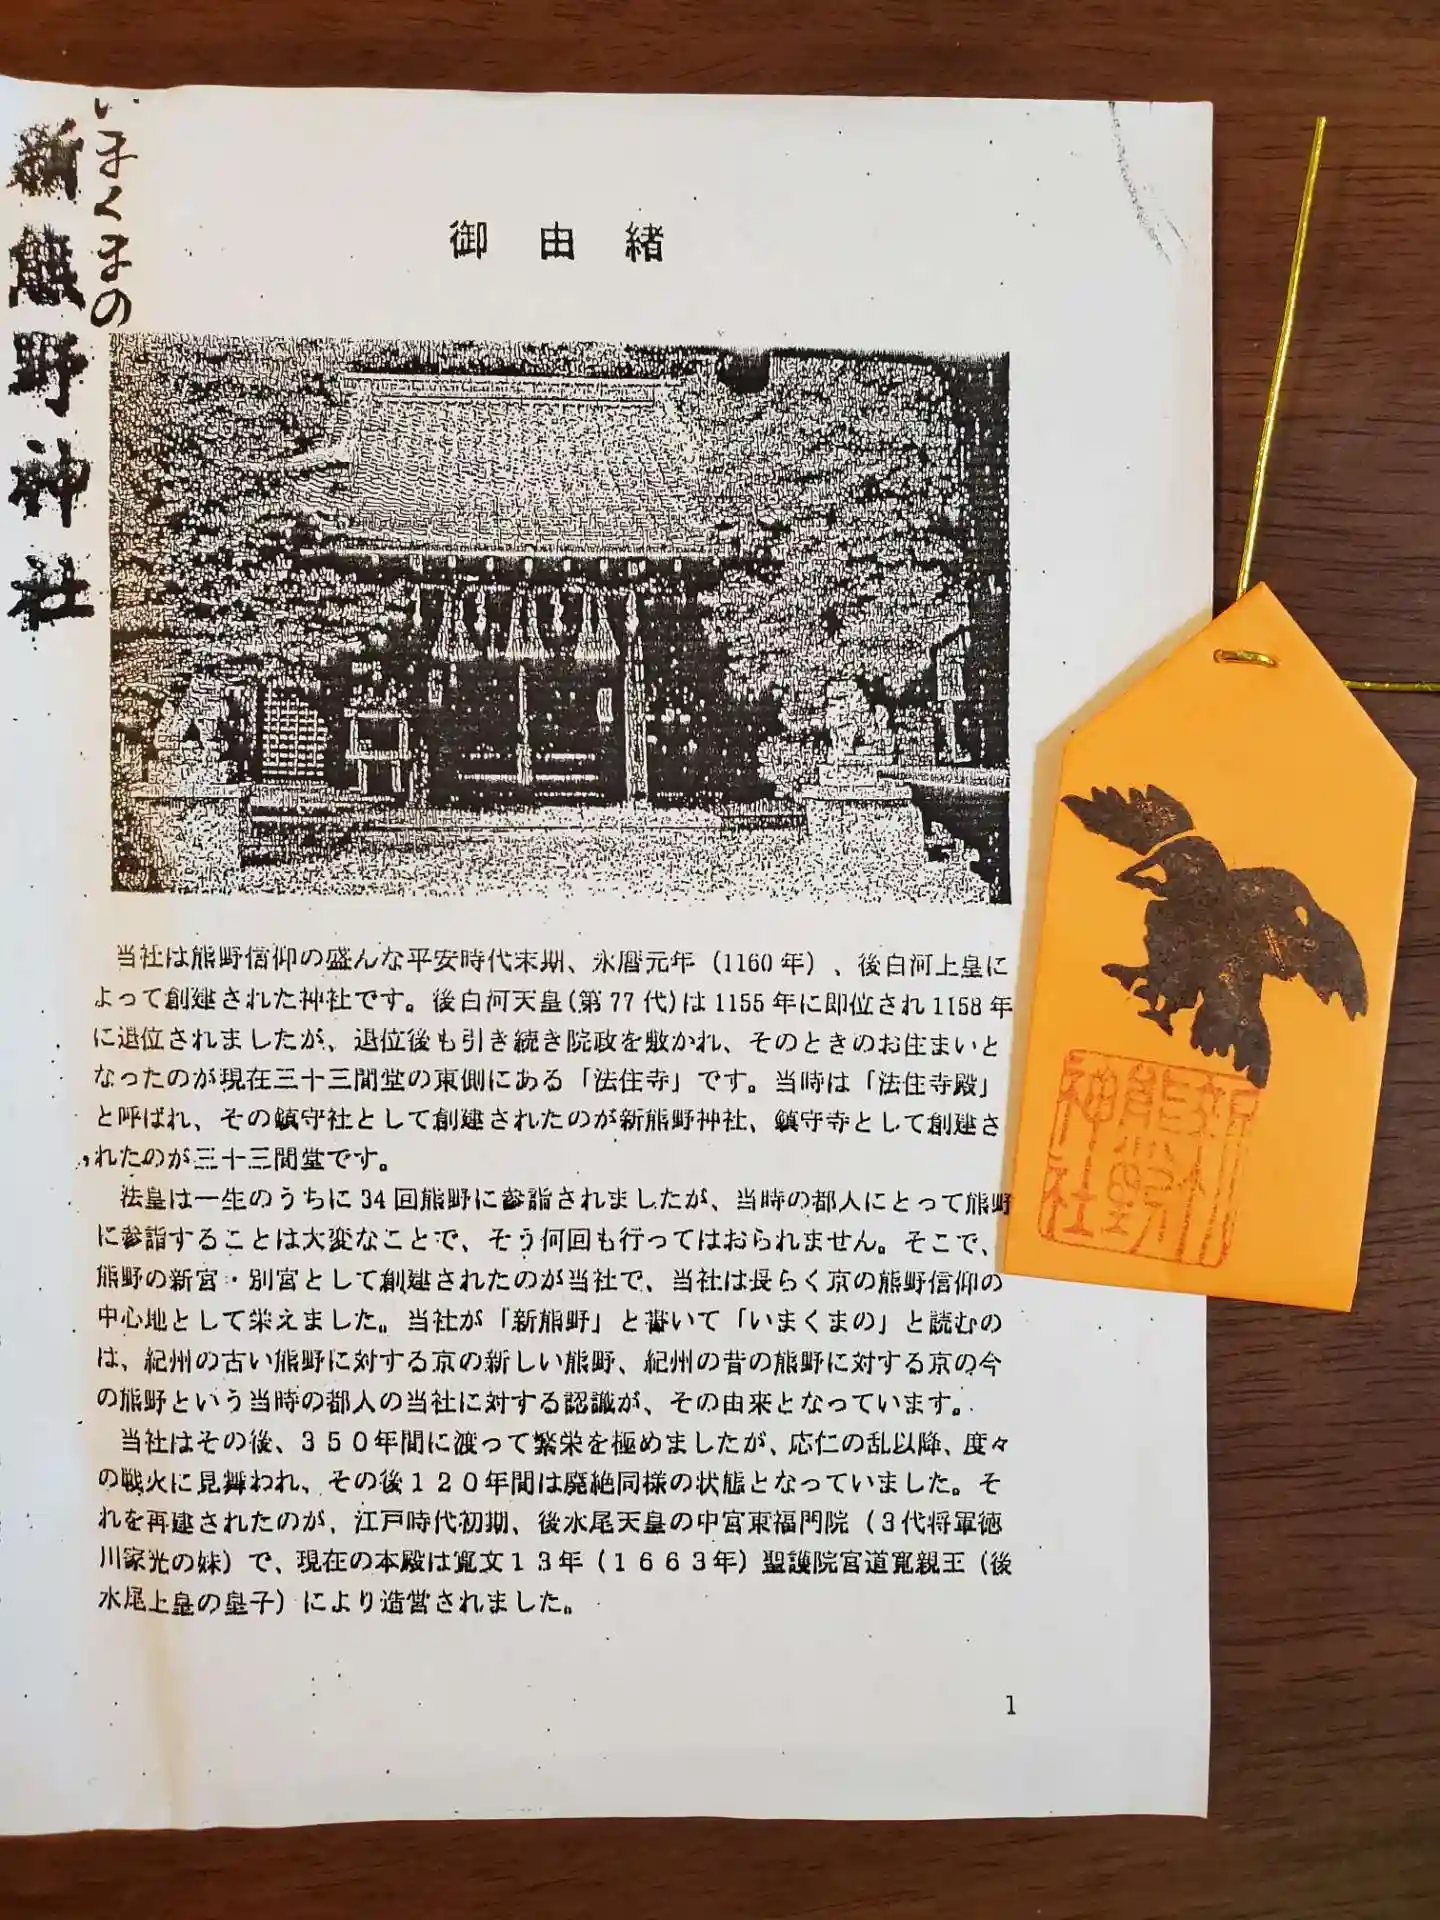 いまくまの
新熊野神社
御由緒
当社は熊野信仰の盛んな平安時代末期、永暦元年（1160年）、後白河上皇に
よって創建された神社です。後白河天皇（第77代）は1155年に即位され1158年
に退位されましたが、退位後も引き続き院政を敷かれ、そのときのお住まいと
なったのが現在三十三間堂の東側にある「法住寺」です。当時は「法住寺殿」
と呼ばれ、その鎮守社として創建されたのが新熊野神社、鎮守寺として創建さ
れたのが三十三間堂です。
法皇は一生のうちに34回熊野に参詣されましたが、当時の都人にとって熊野
に参詣することは大変なことで、そう何回も行ってはおられません。そこで、
熊野の新宮・別宮として創建されたのが当社で、当社は長らく京の熊野信仰の
中心地として栄えました。当社が「新熊野」と書いて「いまくまの」と読むの
は、紀州の古い熊野に対する京の新しい熊野、紀州の昔の熊野に対する京の今
の熊野という当時の都人の当社に対する認識が、その由来となっています。
当社はその後、３５０年間に渡って繁栄を極めましたが、応仁の乱以降、度々
の戦火に見舞われ、その後１２０年間は廃絶同様の状態となっていました。そ
れを再建されたのが、江戸時代初期、後水尾天皇の中宮東福門院（３代将軍徳
川家光の妹）で、現在の本殿は寛文１３年（１６６３年）聖護院宮道寛親王（後
水尾上皇の皇子）により造営されました。
1
新熊野神社